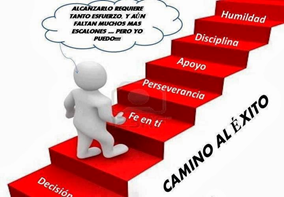 ALCANZARLO REQUIERE
TANTO ESFUERZO, Y AÚN
FALTAN MUCHOS MAS
ESCALONES ... PERO YO
PUEDO!!!
Humildad
Disciplina
Apoyo
Perseverancia
Fe en tí
Decisión
CAMINO AL ÉXITO